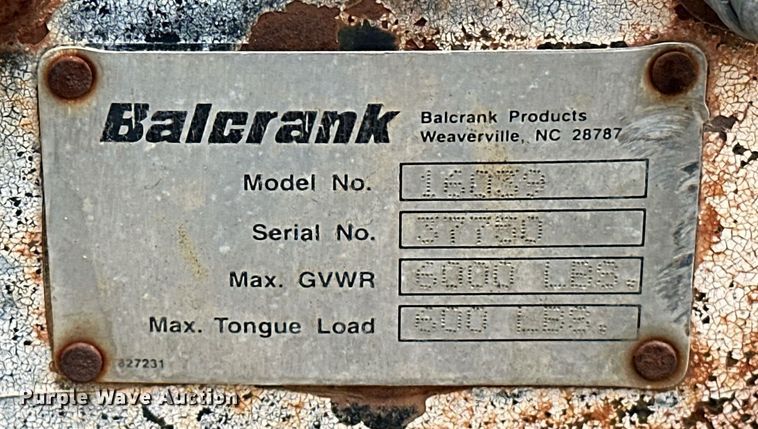 Balcrank
Balcrank Products
Weaverville, NC 28787
Model No. 16039
Serial No.
Max. GVWR 6000 LBS.
Max. Tongue Load 600 LBS.
827231
Purple Wave Auction